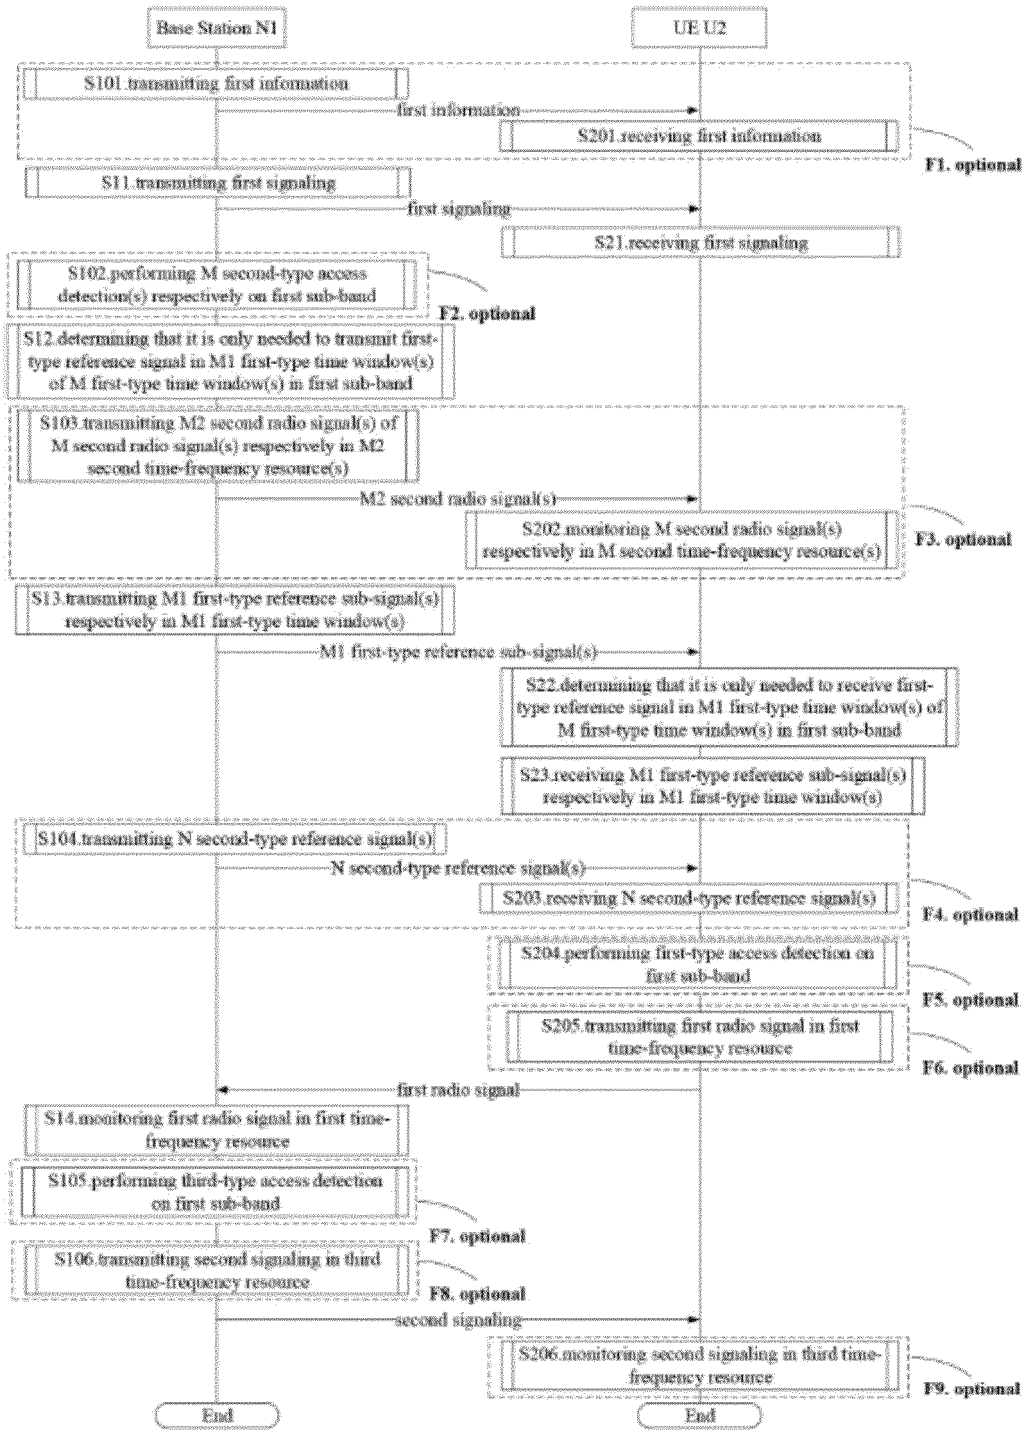 Base Station N1
UE U2
S101.transmitting first information
first information
S201.receiving first information
F1. optional
S11.transmitting first signaling
first signaling
S21.receiving first signaling
S102.performing M second-type access
detection(s) respectively on first sub-band
F2. optional
S12.determining that it is only needed to transmit first-
type reference signal in M1 first-type time window(s)
of M first-type time window(s) in first sub-band
S103.transmitting M2 second radio signal(s) of
M second radio signal(s) respectively in M2
second time-frequency resource(s)
M2 second radio signal(s)
S202.monitoring M second radio signal(s)
respectively in M second time-frequency resource(s)
F3. optional
S13.transmitting M1 first-type reference sub-signal(s)
respectively in M1 first-type time window(s)
M1 first-type reference sub-signal(s)
S22.determining that it is only needed to receive first-
type reference signal in M1 first-type time window(s) of
M first-type time window(s) in first sub-band
S23.receiving M1 first-type reference sub-signal(s)
respectively in M1 first-type time window(s)
S104.transmitting N second-type reference signal(s)
N second-type reference signal(s)
S203.receiving N second-type reference signal(s)
F4. optional
S204.performing first-type access detection on
first sub-band
F5. optional
S205.transmitting first radio signal in first
time-frequency resource
F6. optional
first radio signal
S14.monitoring first radio signal in first time-
frequency resource
S105.performing third-type access detection
on first sub-band
F7. optional
S106.transmitting second signaling in third
time-frequency resource
F8. optional
second signaling
S206.monitoring second signaling in third time-
frequency resource
F9. optional
End
End